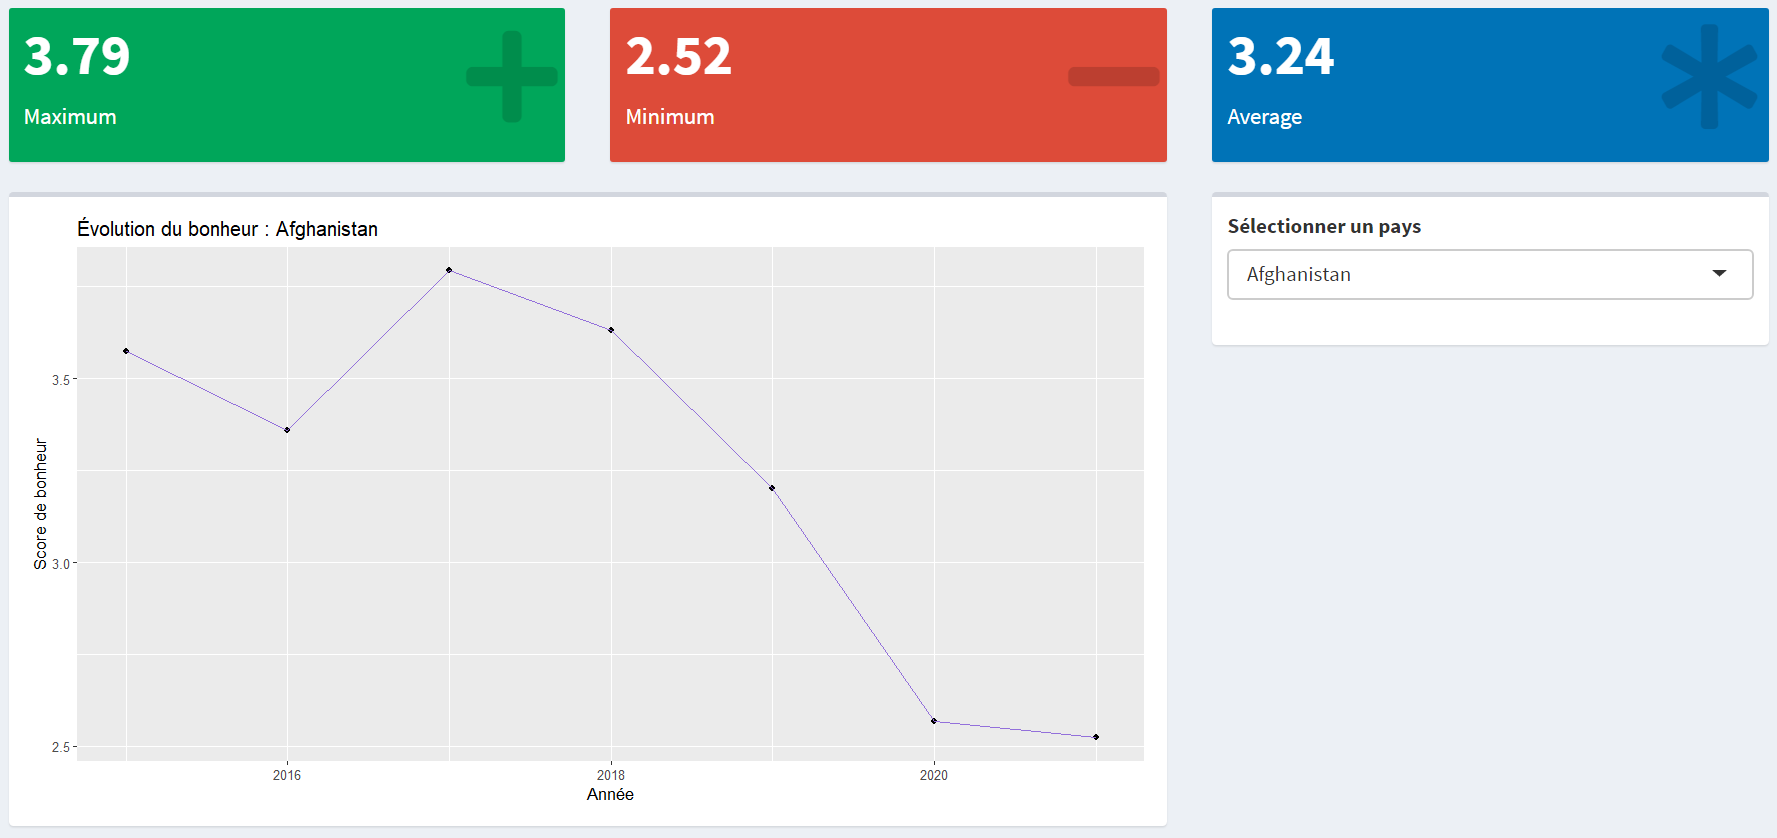 3.79
Maximum
2.52
Minimum
3.24
Average
Évolution du bonheur : Afghanistan
3.5
3.0
2.5
Score de bonheur
2016
2018
2020
Année
Sélectionner un pays
Afghanistan